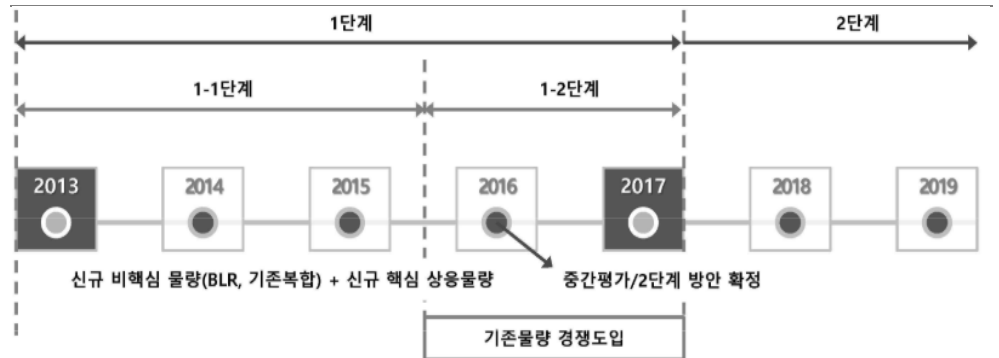 1단계 2단계
1-1단계 1-2단계
2013 2014 2015 2016 2017 2018 2019
신규 비핵심 물량(BLR, 기존복합) + 신규 핵심 상용물량 중간평가/2단계 방안 확정
기존물량 경쟁도입